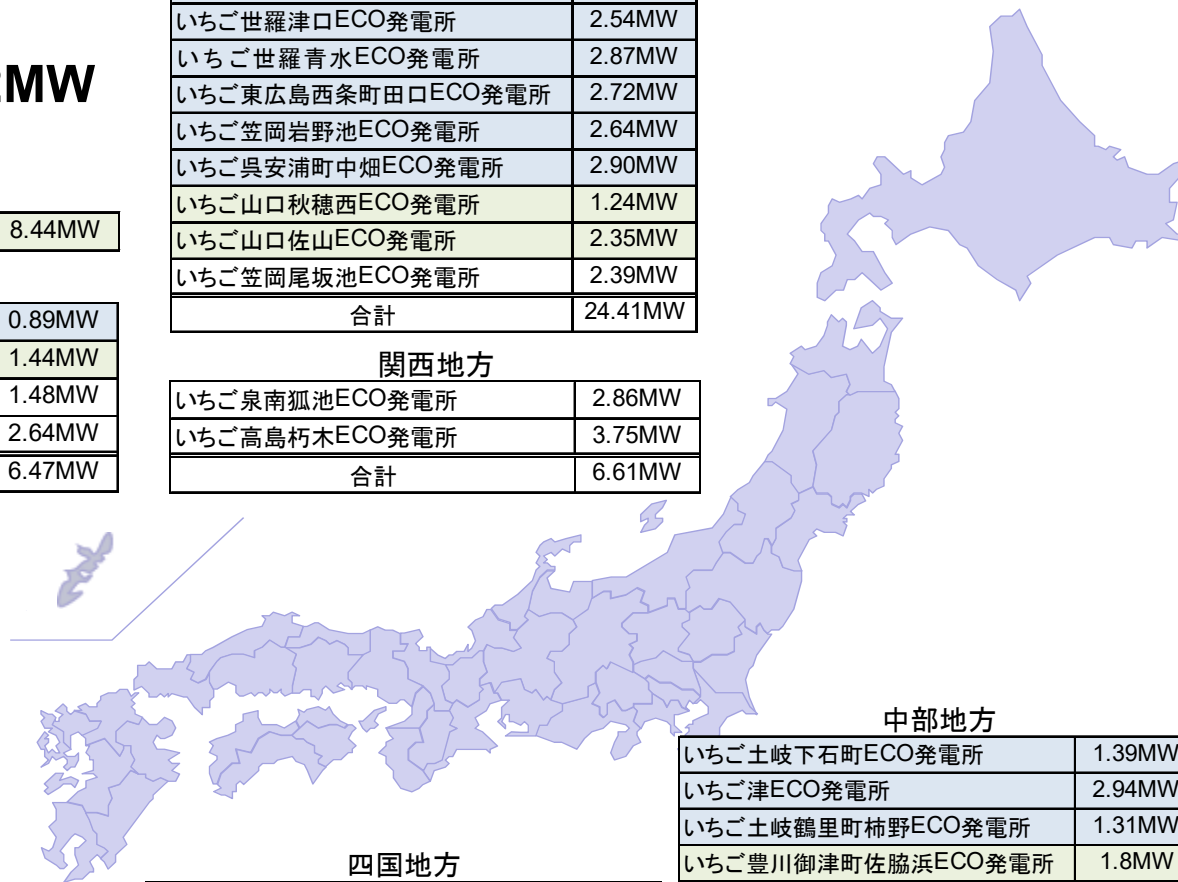 MW
いちご世羅津口ECO発電所 2.54MW
いちご世羅青水ECO発電所 2.87MW
いちご東広島西条町田口ECO発電所 2.72MW
いちご笠岡岩野池ECO発電所 2.64MW
いちご呉安浦町中畑ECO発電所 2.90MW
いちご山口秋穂西ECO発電所 1.24MW
いちご山口佐山ECO発電所 2.35MW
いちご笠岡尾坂池ECO発電所 2.39MW
合計 24.41MW
8.44MW
0.89MW
1.44MW
1.48MW
2.64MW
6.47MW
関西地方
いちご泉南狐池ECO発電所 2.86MW
いちご高島朽木ECO発電所 3.75MW
合計 6.61MW
中部地方
いちご土岐下石町ECO発電所 1.39MW
いちご津ECO発電所 2.94MW
いちご土岐鶴里町柿野ECO発電所 1.31MW
いちご豊川御津町佐脇浜ECO発電所 1.8MW
四国地方